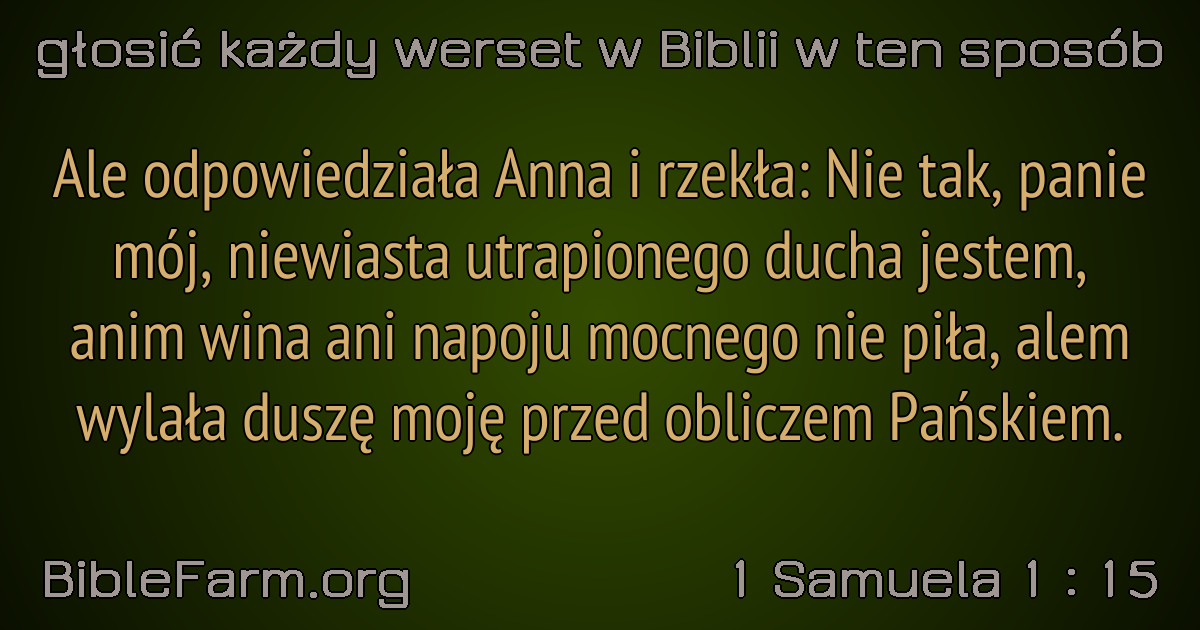 głosić każdy werset w Biblii w ten sposób
Ale odpowiedziała Anna i rzekła: Nie tak, panie
mój, niewiasta utrapionego ducha jestem,
anim wina ani napoju mocnego nie piła, alem
wylała duszę moję przed obliczem Pańskiem.
BibleFarm.org
1 Samuela 1 : 15